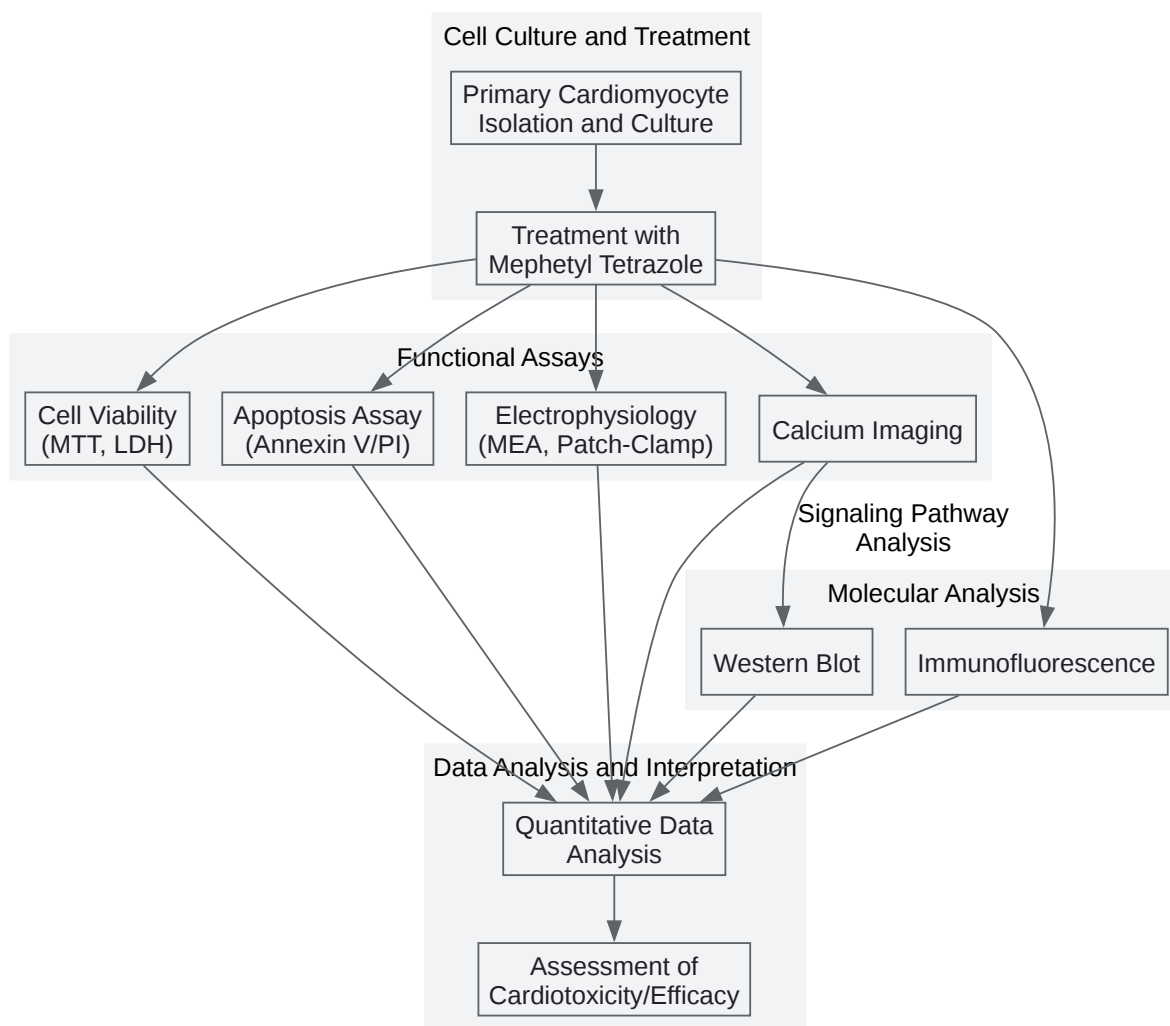 Cell Culture and Treatment
Primary Cardiomyocyte
Isolation and Culture
Treatment with
Mephetyl Tetrazole
Functional Assays
Cell Viability
(MTT, LDH)
Apoptosis Assay
(Annexin V/PI)
Electrophysiology
(MEA, Patch-Clamp)
Calcium Imaging
Signaling Pathway
Analysis
Molecular Analysis
Western Blot
Immunofluorescence
Data Analysis and Interpretation
Quantitative Data
Analysis
Assessment of
Cardiotoxicity/Efficacy